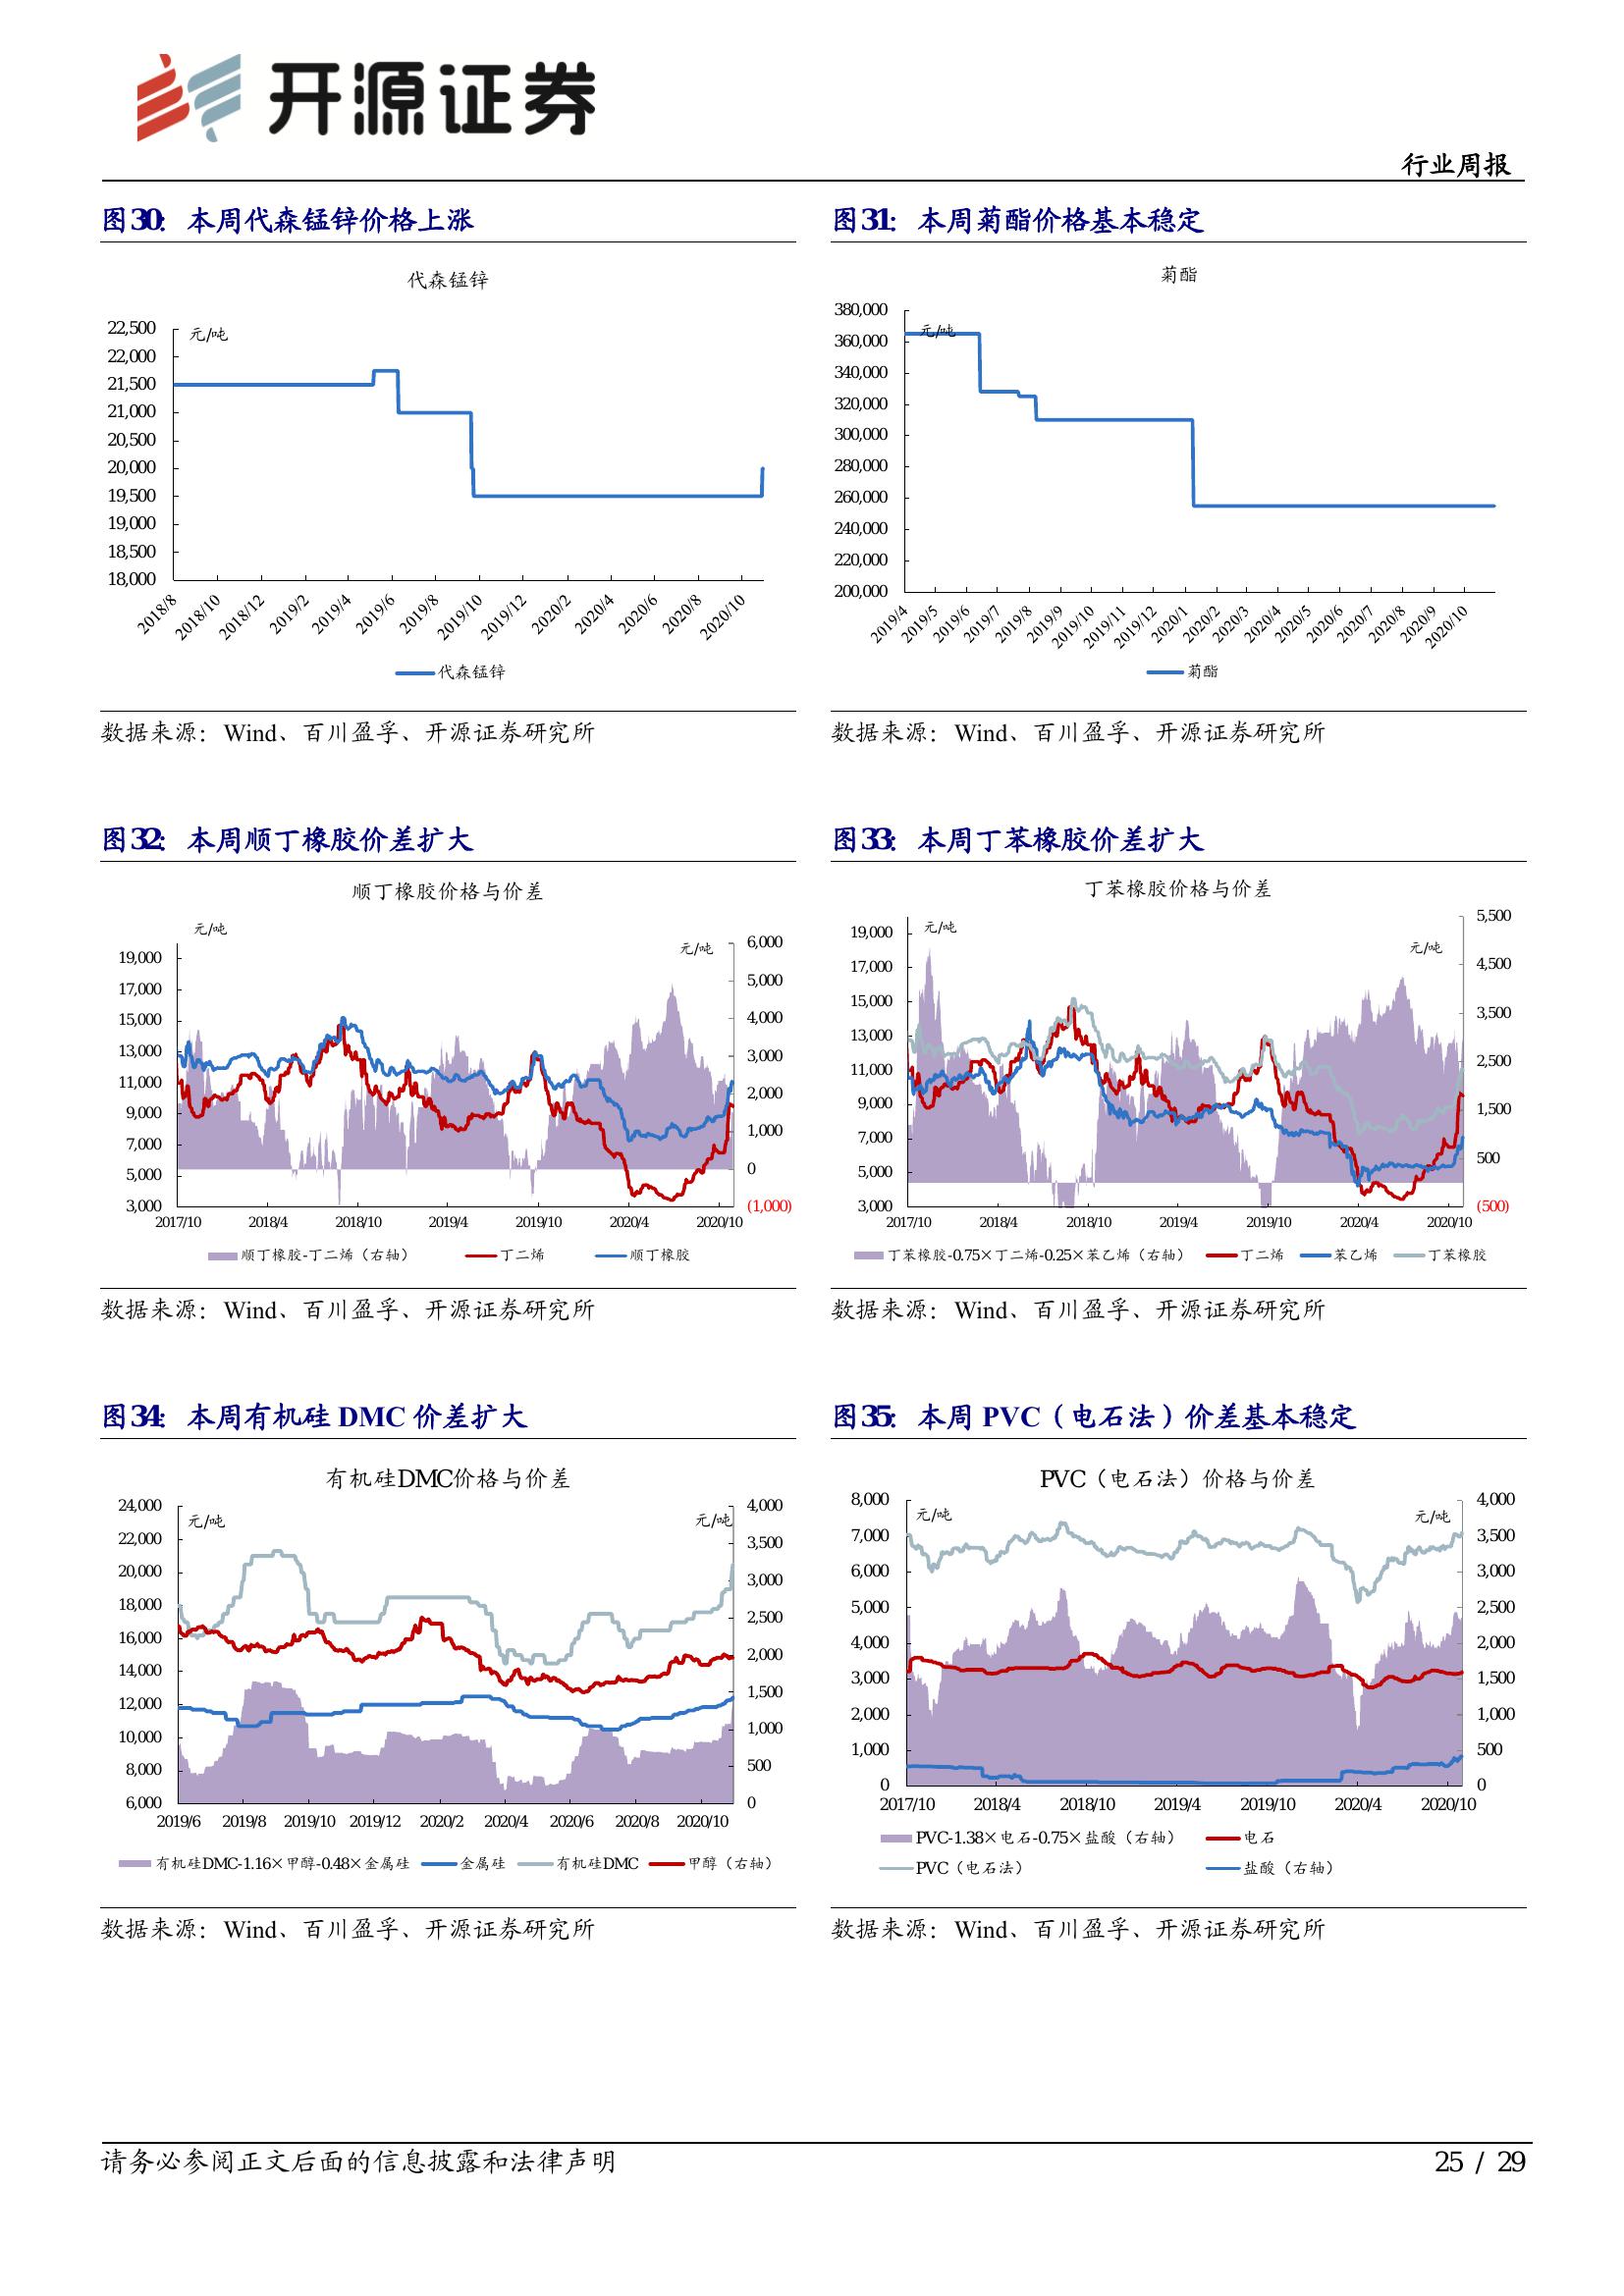 开源证券
行业周报
图30: 本周代森锰锌价格上涨
代森锰锌
元/吨
22,500
22,000
21,500
21,000
20,500
20,000
19,500
19,000
18,500
18,000
2018/8 2018/10 2018/12 2019/2 2019/4 2019/6 2019/8 2019/10 2019/12 2020/2 2020/4 2020/6 2020/8 2020/10
代森锰锌
数据来源：Wind、百川盈孚、开源证券研究所
图31: 本周菊酯价格基本稳定
菊酯
元/吨
380,000
360,000
340,000
320,000
300,000
280,000
260,000
240,000
220,000
200,000
2019/4 2019/5 2019/6 2019/7 2019/8 2019/9 2019/10 2019/11 2019/12 2020/1 2020/2 2020/3 2020/4 2020/5 2020/6 2020/7 2020/8 2020/9 2020/10
菊酯
数据来源：Wind、百川盈孚、开源证券研究所
图32: 本周顺丁橡胶价差扩大
顺丁橡胶价格与价差
元/吨
元/吨
19,000
17,000
15,000
13,000
11,000
9,000
7,000
5,000
3,000
6,000
5,000
4,000
3,000
2,000
1,000
0
(1,000)
2017/10 2018/4 2018/10 2019/4 2019/10 2020/4 2020/10
顺丁橡胶-丁二烯（右轴） 丁二烯 顺丁橡胶
数据来源：Wind、百川盈孚、开源证券研究所
图33: 本周丁苯橡胶价差扩大
丁苯橡胶价格与价差
元/吨
元/吨
19,000
17,000
15,000
13,000
11,000
9,000
7,000
5,000
3,000
5,500
4,500
3,500
2,500
1,500
500
(500)
2017/10 2018/4 2018/10 2019/4 2019/10 2020/4 2020/10
丁苯橡胶-0.75×丁二烯-0.25×苯乙烯（右轴） 丁二烯 苯乙烯 丁苯橡胶
数据来源：Wind、百川盈孚、开源证券研究所
图34: 本周有机硅 DMC 价差扩大
有机硅DMC价格与价差
元/吨
元/吨
24,000
22,000
20,000
18,000
16,000
14,000
12,000
10,000
8,000
6,000
4,000
3,500
3,000
2,500
2,000
1,500
1,000
500
0
2019/6 2019/8 2019/10 2019/12 2020/2 2020/4 2020/6 2020/8 2020/10
有机硅DMC-1.16×甲醇-0.48×金属硅 金属硅 有机硅DMC 甲醇（右轴）
数据来源：Wind、百川盈孚、开源证券研究所
图35: 本周 PVC（电石法）价差基本稳定
PVC（电石法）价格与价差
元/吨
元/吨
8,000
7,000
6,000
5,000
4,000
3,000
2,000
1,000
0
4,000
3,500
3,000
2,500
2,000
1,500
1,000
500
0
2017/10 2018/4 2018/10 2019/4 2019/10 2020/4 2020/10
PVC-1.38×电石-0.75×盐酸（右轴） 电石
PVC（电石法） 盐酸（右轴）
数据来源：Wind、百川盈孚、开源证券研究所
请务必参阅正文后面的信息披露和法律声明
25 / 29